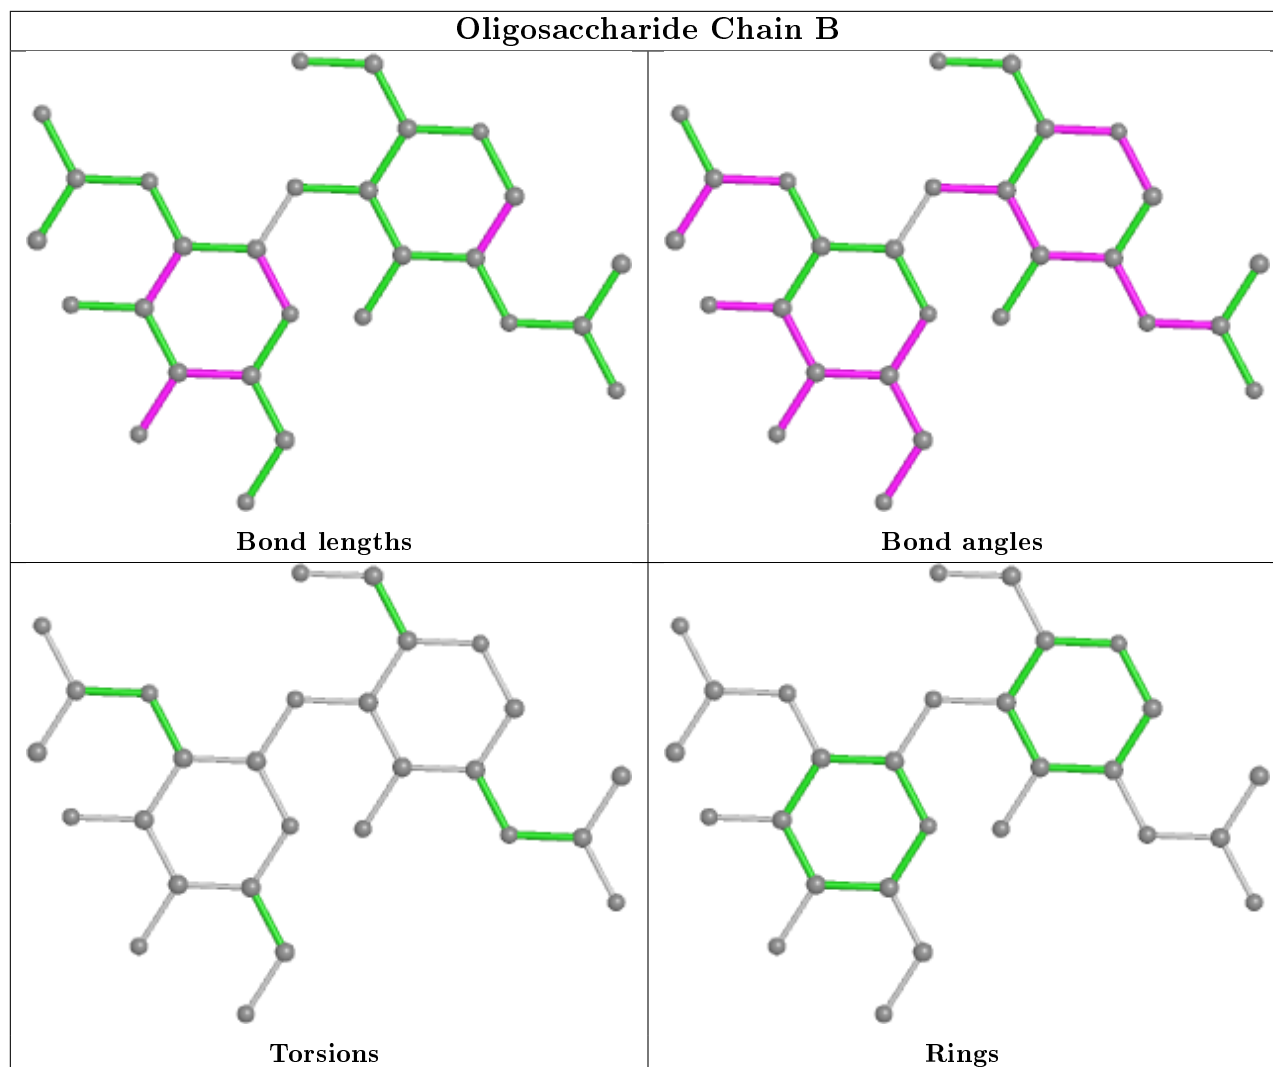 Oligosaccharide Chain B
Bond lengths
Bond angles
Torsions
Rings